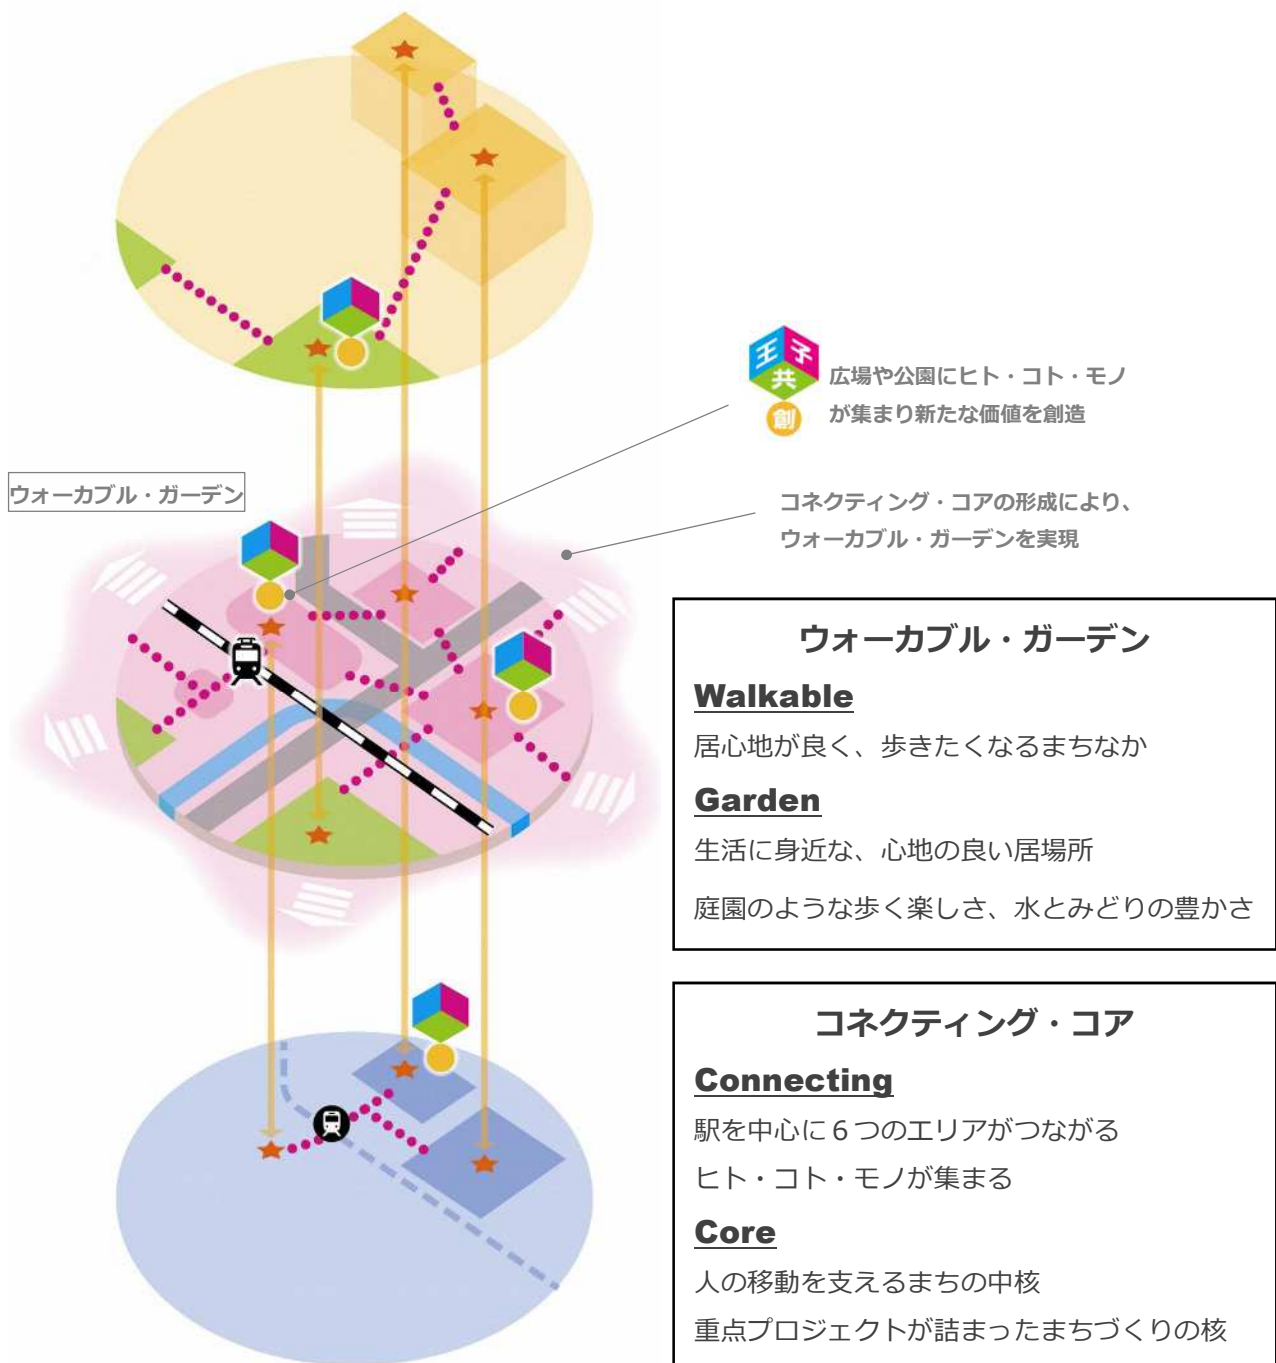 王子
共
創
広場や公園にヒト・コト・モノ
が集まり新たな価値を創造
ウォーカブル・ガーデン
コネクティング・コアの形成により、
ウォーカブル・ガーデンを実現
ウォーカブル・ガーデン
Walkable
居心地が良く、歩きたくなるまちなか
Garden
生活に身近な、心地の良い居場所
庭園のような歩く楽しさ、水とみどりの豊かさ
コネクティング・コア
Connecting
駅を中心に６つのエリアがつながる
ヒト・コト・モノが集まる
Core
人の移動を支えるまちの中核
重点プロジェクトが詰まったまちづくりの核